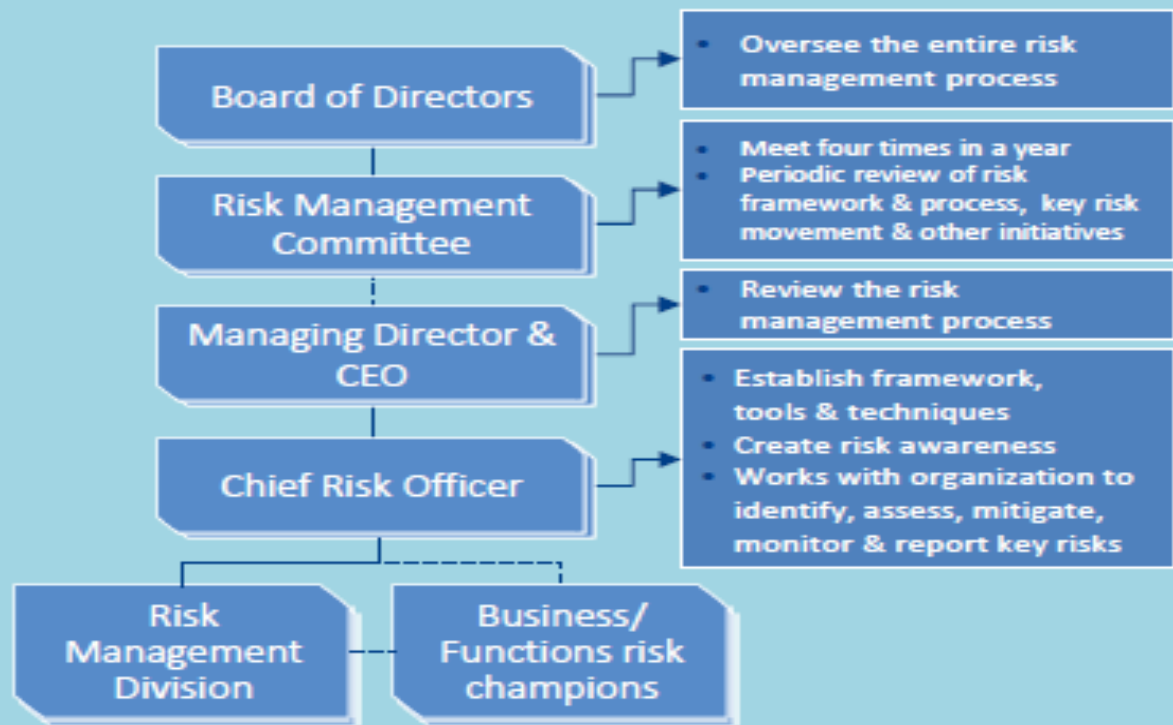 Board of Directors
• Oversee the entire risk
management process
Risk Management
Committee
• Meet four times in a year
• Periodic review of risk
framework & process, key risk
movement & other initiatives
Managing Director &
CEO
• Review the risk
management process
Chief Risk Officer
• Establish framework,
tools & techniques
• Create risk awareness
• Works with organization to
identify, assess, mitigate,
monitor & report key risks
Risk
Management
Division
Business/
Functions risk
champions